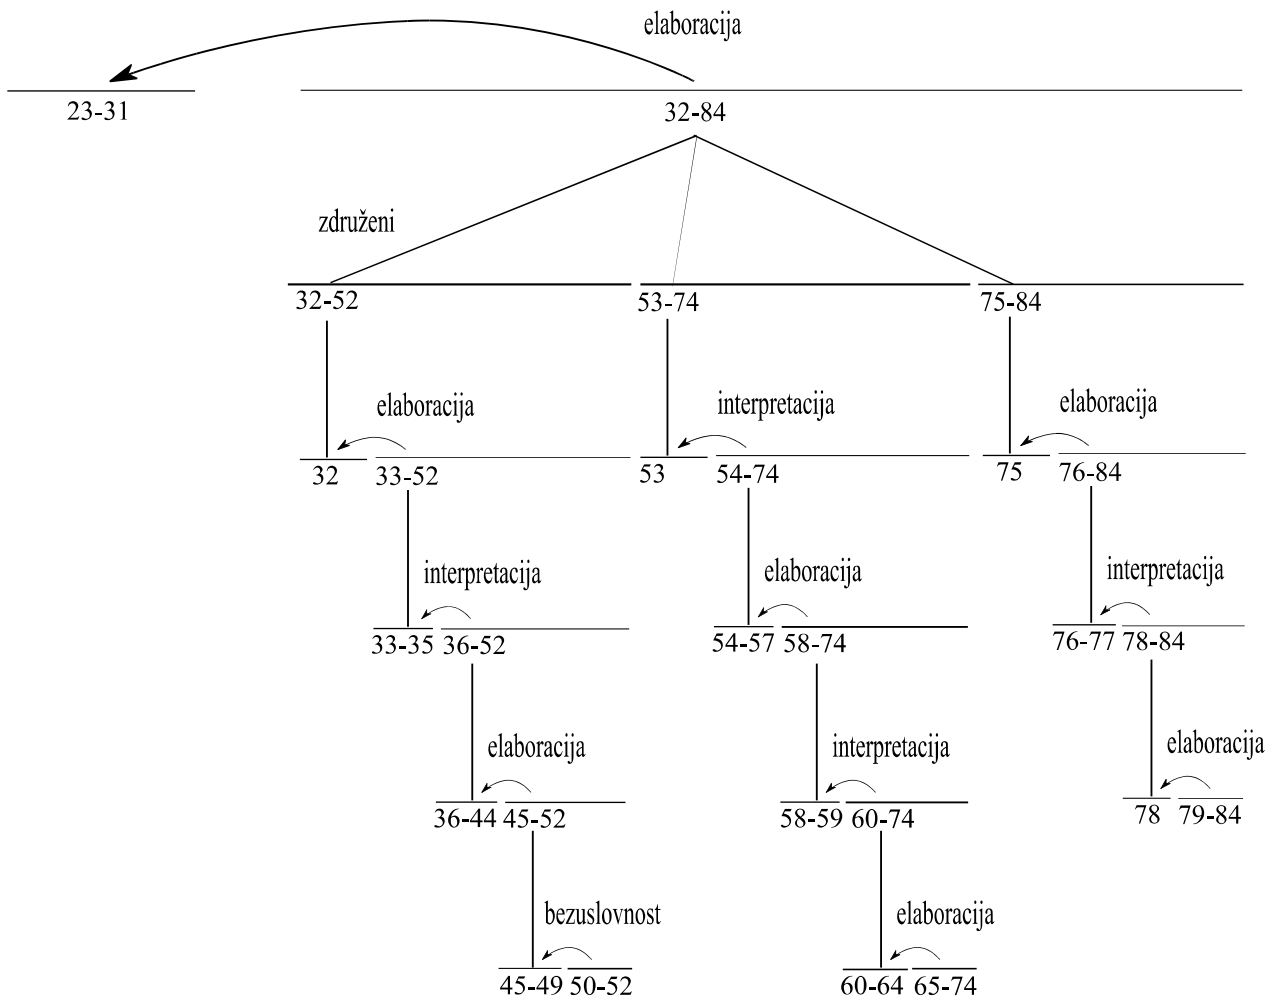 elaboracija
23-31 32-84
združeni
32-52 53-74 75-84
elaboracija interpretacija elaboracija
32 33-52 53 54-74 75 76-84
interpretacija elaboracija interpretacija
33-35 36-52 54-57 58-74 76-77 78-84
elaboracija interpretacija elaboracija
36-44 45-52 58-59 60-74 78 79-84
bezuslovnost elaboracija
45-49 50-52 60-64 65-74